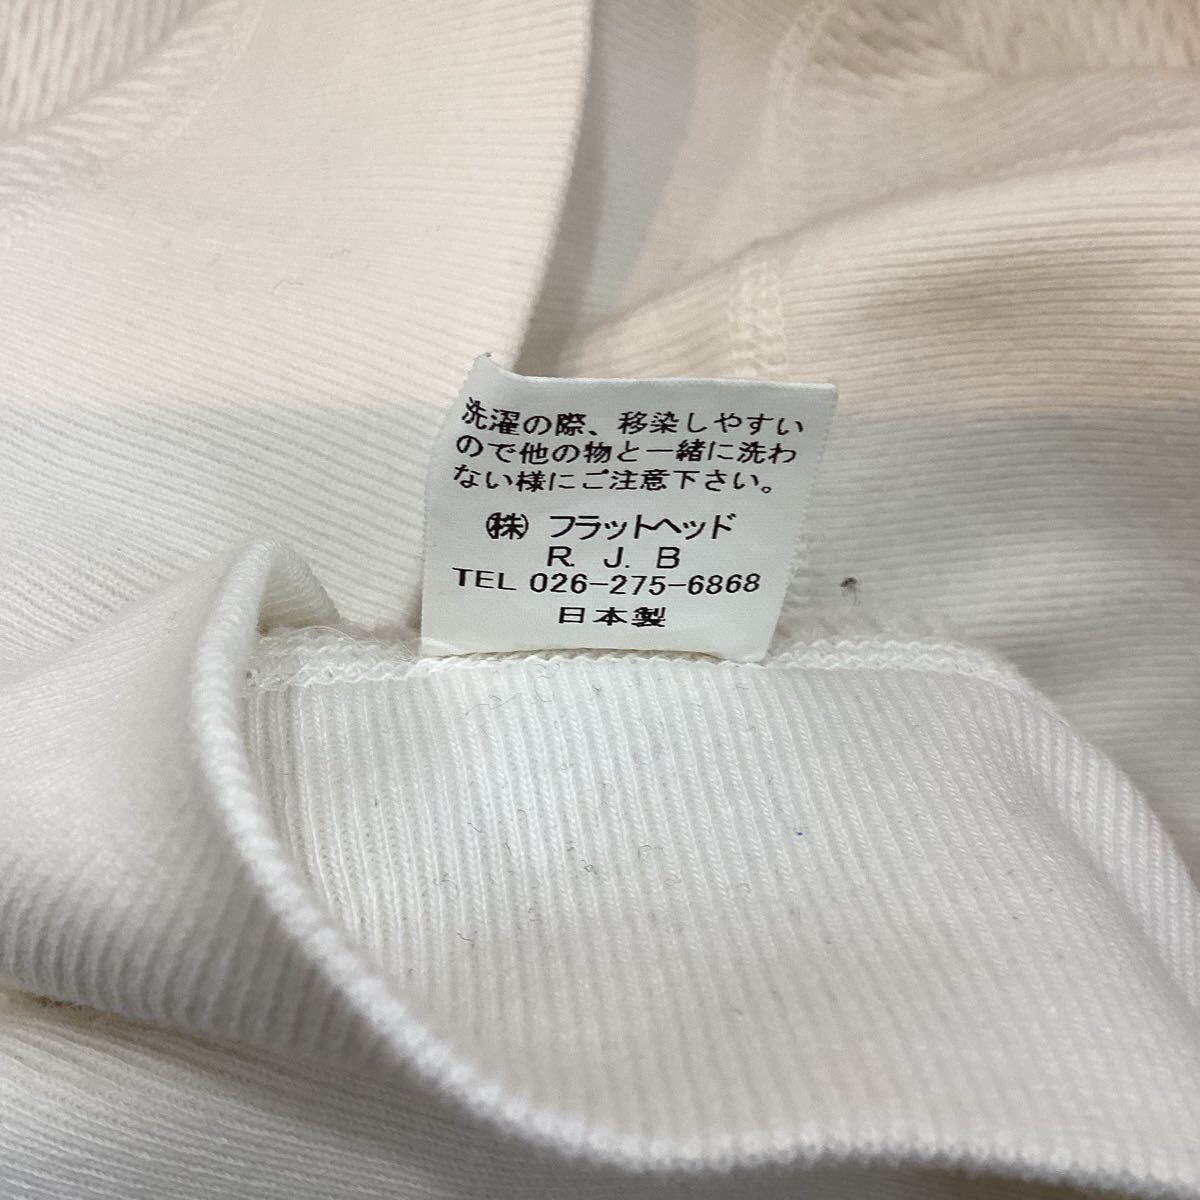 洗濯の際、移染しやすい
ので他の物と一緒に洗わ
ない様にご注意下さい。
㈱ フラットヘッド
R. J. B
TEL 026-275-6868
日本製